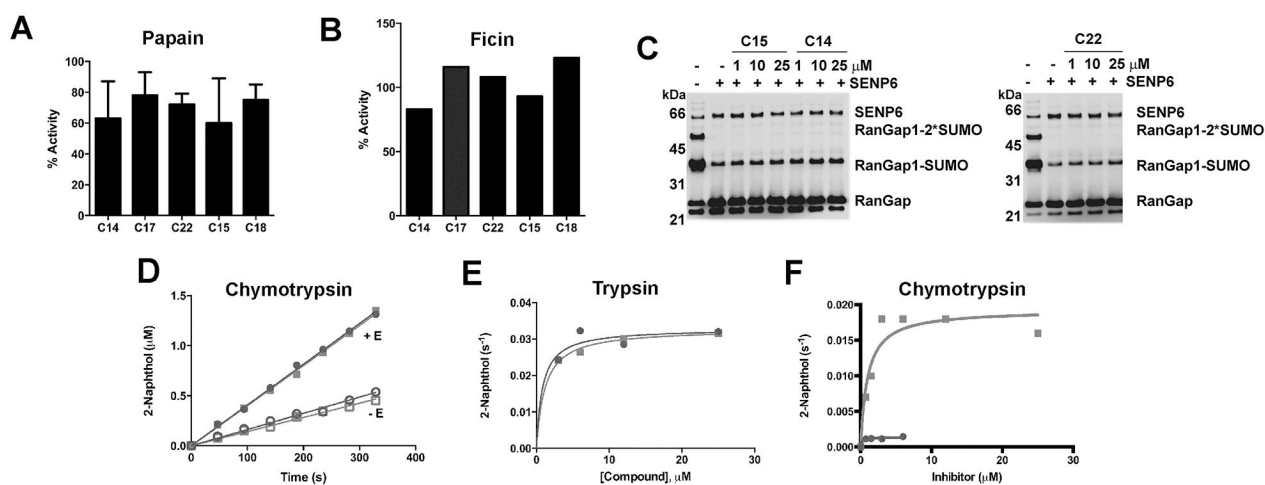 A
Papain
% Activity
100
80
60
40
20
0
C14 C17 C22 C15 C18
B
Ficin
% Activity
150
100
50
0
C14 C17 C22 C15 C18
C
C15 C14
- - 1 10 25 1 10 25 μM
- + + + + + + + SENP6
kDa
66
45
31
21
SENP6
RanGap1-2*SUMO
RanGap1-SUMO
RanGap
C22
- - 1 10 25 μM
- + + + + SENP6
kDa
66
45
31
21
SENP6
RanGap1-2*SUMO
RanGap1-SUMO
RanGap
D
Chymotrypsin
2-Naphthol (μM)
1.5
1.0
0.5
0.0
+ E
- E
0 100 200 300 400
Time (s)
E
Trypsin
2-Naphthol (s-1)
0.04
0.03
0.02
0.01
0.00
0 10 20 30
[Compound], μM
F
Chymotrypsin
2-Naphthol (s-1)
0.020
0.015
0.010
0.005
0.000
0 10 20 30
Inhibitor (μM)